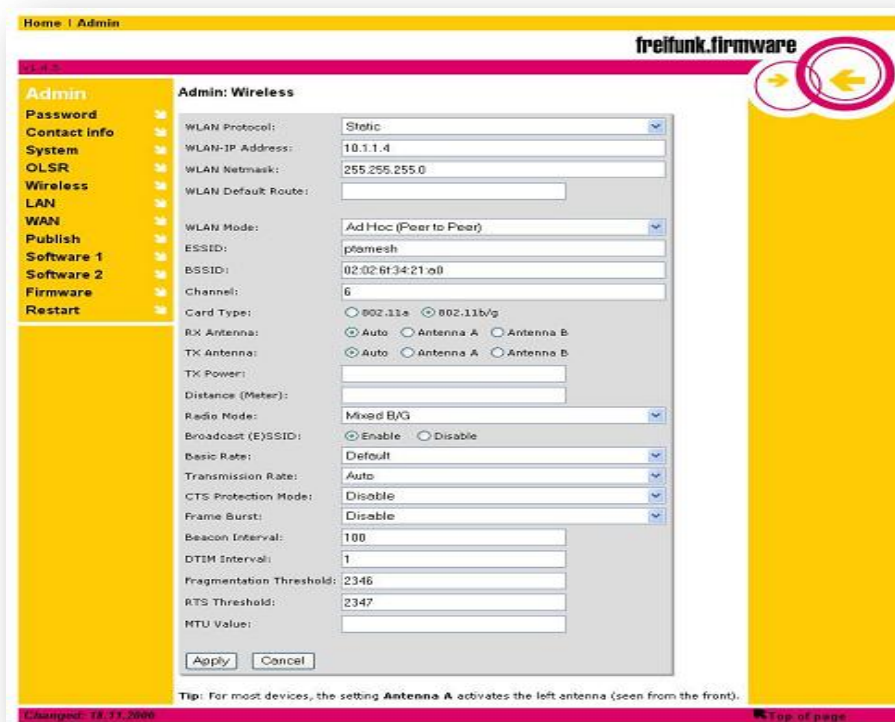 Home | Admin
freifunk.firmware
Admin
Password
Contact info
System
OLSR
Wireless
LAN
WAN
Publish
Software 1
Software 2
Firmware
Restart
Admin: Wireless
WLAN Protocol: Static
WLAN-IP Address: 10.1.1.4
WLAN Netmask: 255.255.255.0
WLAN Default Route:
WLAN Mode: Ad Hoc (Peer to Peer)
ESSID: ptamesh
BSSID: 02:02:6f:34:21:a0
Channel: 6
Card Type: 802.11a 802.11b/g
RX Antenna: Auto Antenna A Antenna B
TX Antenna: Auto Antenna A Antenna B
TX Power:
Distance (Meter):
Radio Mode: Mixed B/G
Broadcast (E)SSID: Enable Disable
Basic Rate: Default
Transmission Rate: Auto
CTS Protection Mode: Disable
Frame Burst: Disable
Beacon Interval: 100
DTIM Interval: 1
Fragmentation Threshold: 2346
RTS Threshold: 2347
MTU Value:
Apply Cancel
Tip: For most devices, the setting Antenna A activates the left antenna (seen from the front).
Changed: 18.11.2006
Top of page